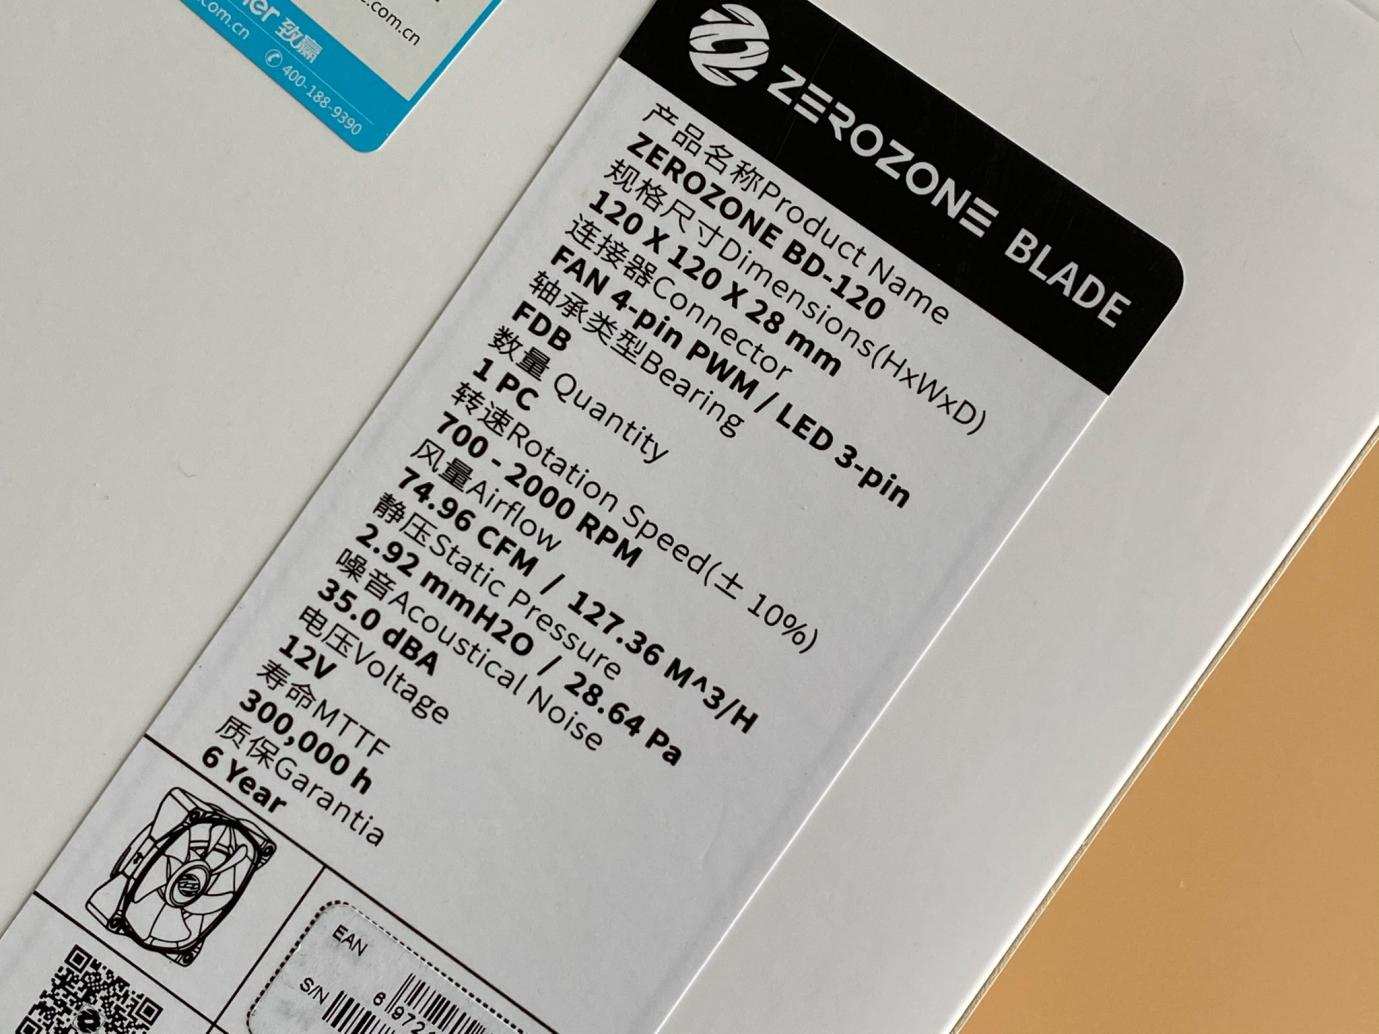 .com.cn
致赢
.com.cn
400-188-9390
ZEROZONE BLADE
产品名称Product Name
ZEROZONE BD-120
规格尺寸Dimensions(HxWxD)
120 X 120 X 28 mm
连接器Connector
FAN 4-pin PWM / LED 3-pin
轴承类型Bearing
FDB
数量 Quantity
1 PC
转速Rotation Speed(± 10%)
700 - 2000 RPM
风量Airflow
74.96 CFM / 127.36 M^3/H
静压Static Pressure
2.92 mmH2O / 28.64 Pa
噪音Acoustical Noise
35.0 dBA
电压Voltage
12V
寿命MTTF
300,000 h
质保Garantia
6 Year
EAN
S/N